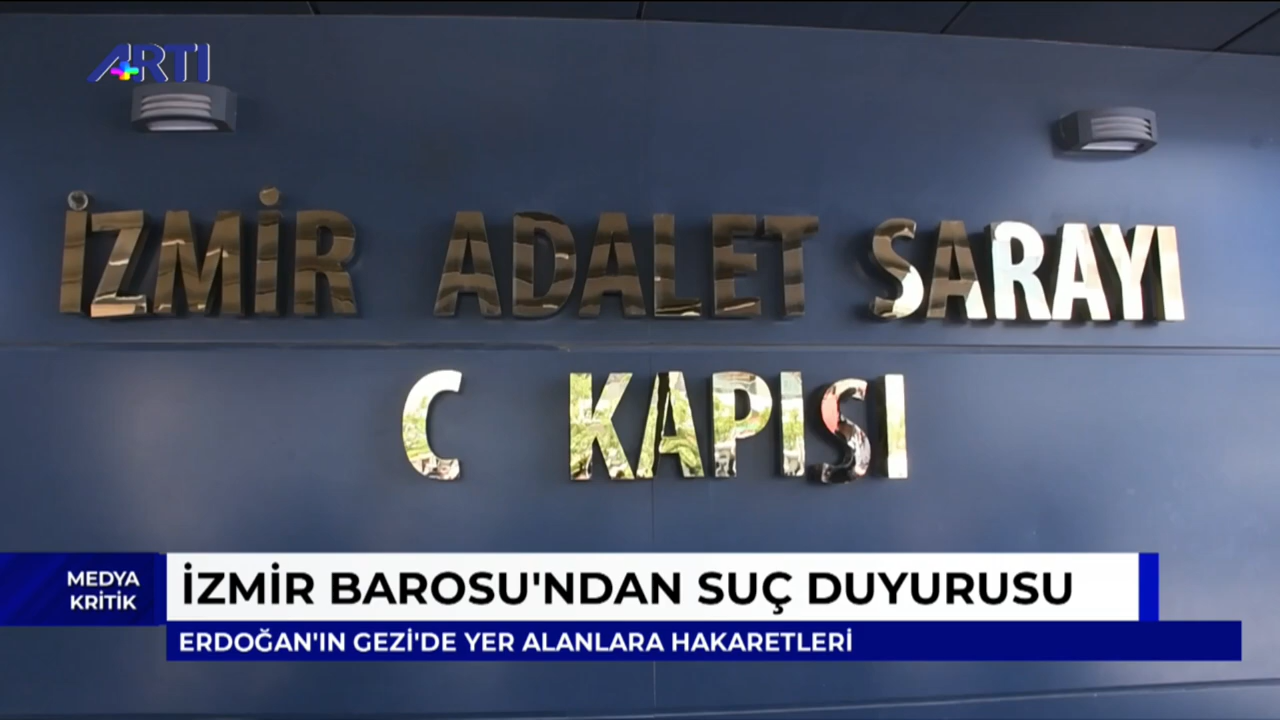 ARTI
İZMİR ADALET SARAYI
C KAPISI
MEDYA
KRİTİK
İZMİR BAROSU'NDAN SUÇ DUYURUSU
ERDOĞAN'IN GEZİ'DE YER ALANLARA HAKARETLERİ